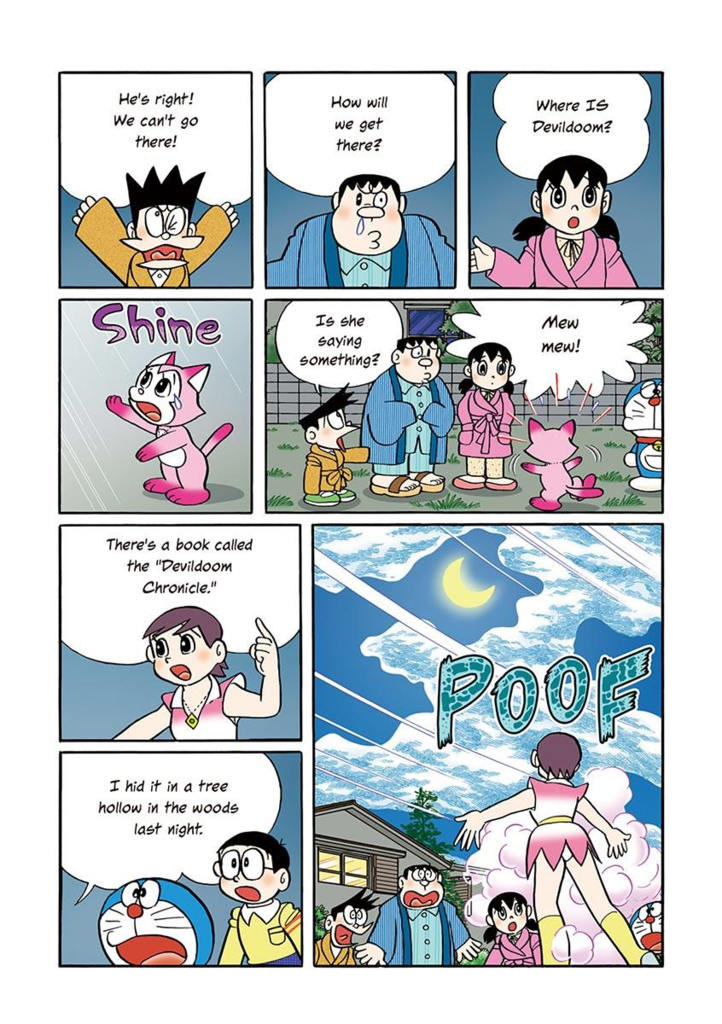 He's right!
We can't go
there!
How will
we get
there?
Where IS
Devildoom?
Shine
Is she
saying
something?
Mew
mew!
There's a book called
the "Devildoom
Chronicle."
POOF
I hid it in a tree
hollow in the woods
last night.